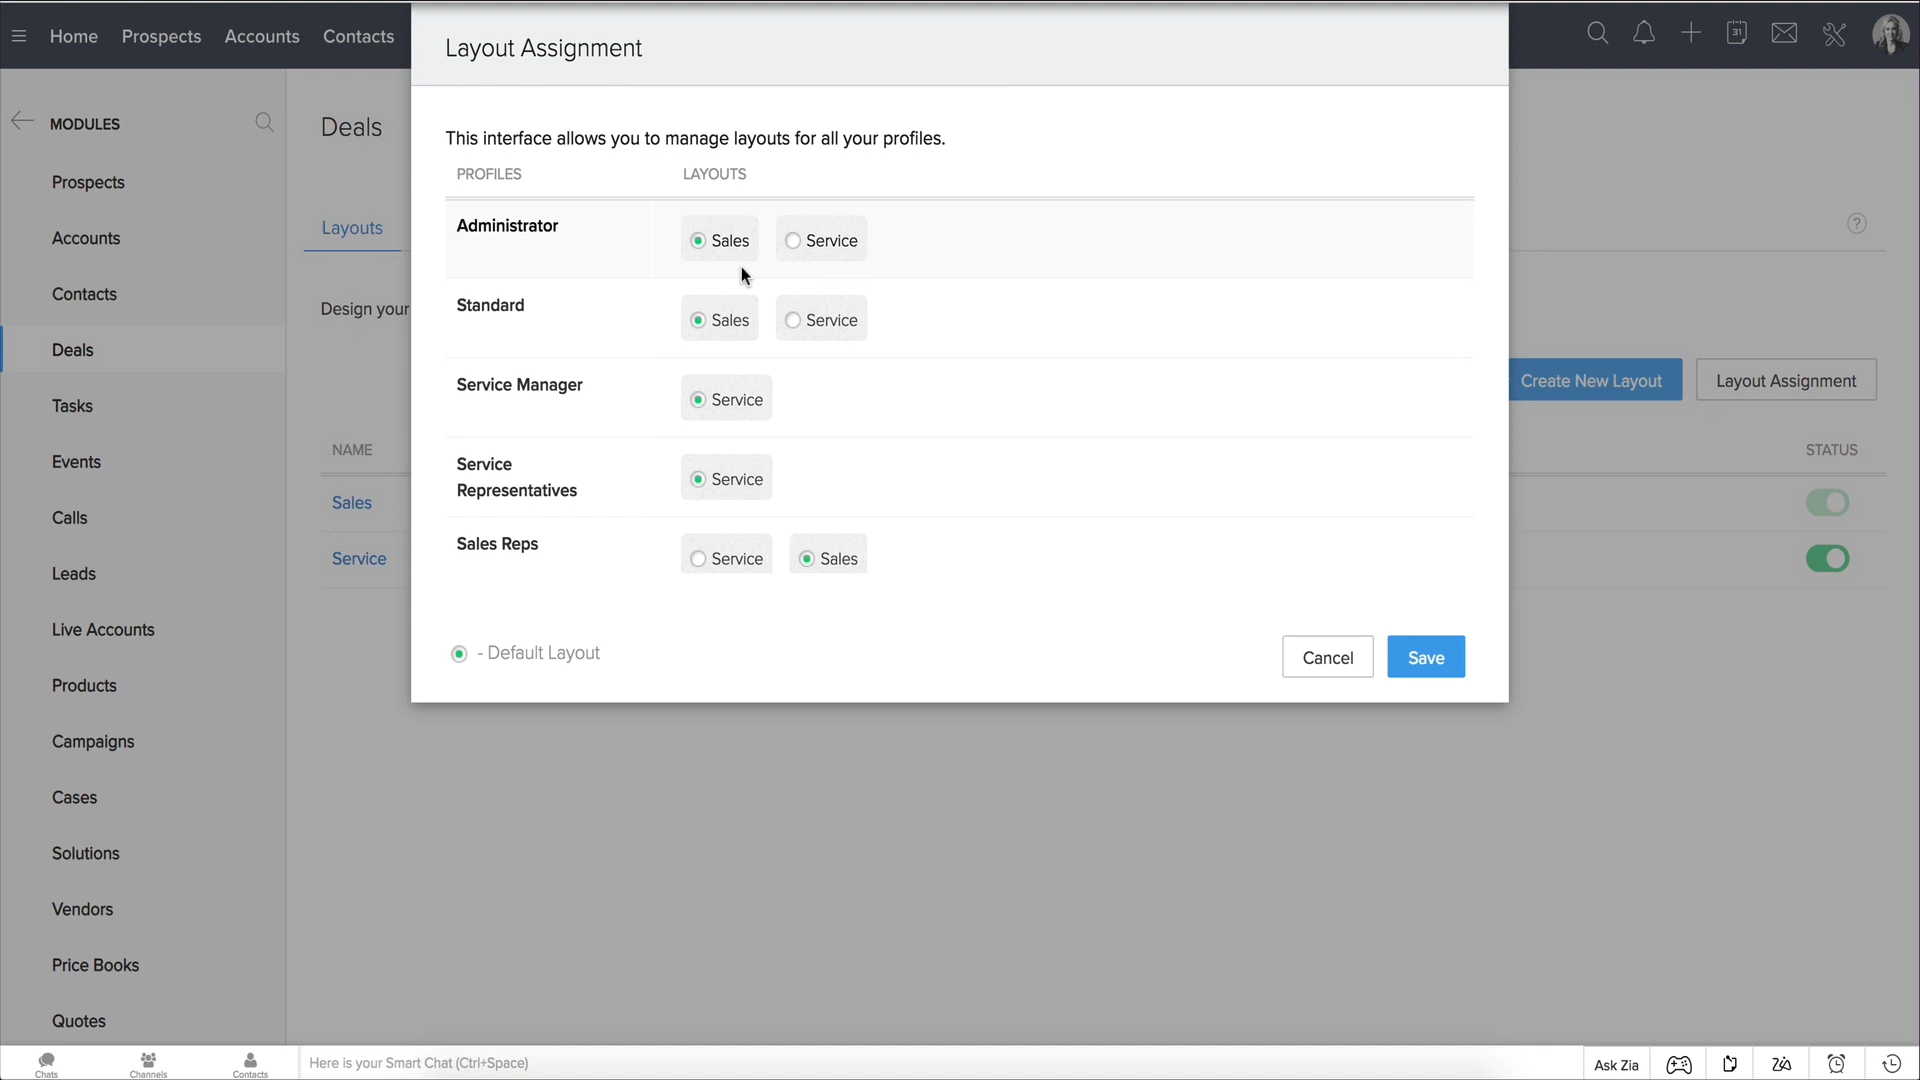 Home Prospects Accounts Contacts
Layout Assignment
31
MODULES
Prospects
Accounts
Contacts
Deals
Tasks
Events
Calls
Leads
Live Accounts
Products
Campaigns
Cases
Solutions
Vendors
Price Books
Quotes
Deals
Layouts
Design your
Create New Layout
Layout Assignment
NAME STATUS
Sales
Service
This interface allows you to manage layouts for all your profiles.
PROFILES LAYOUTS
Administrator Sales Service
Standard Sales Service
Service Manager Service
Service
Representatives
Service
Sales Reps Service Sales
- Default Layout
Cancel Save
?
Chats Channels Contacts
Here is your Smart Chat (Ctrl+Space)
Ask Zia